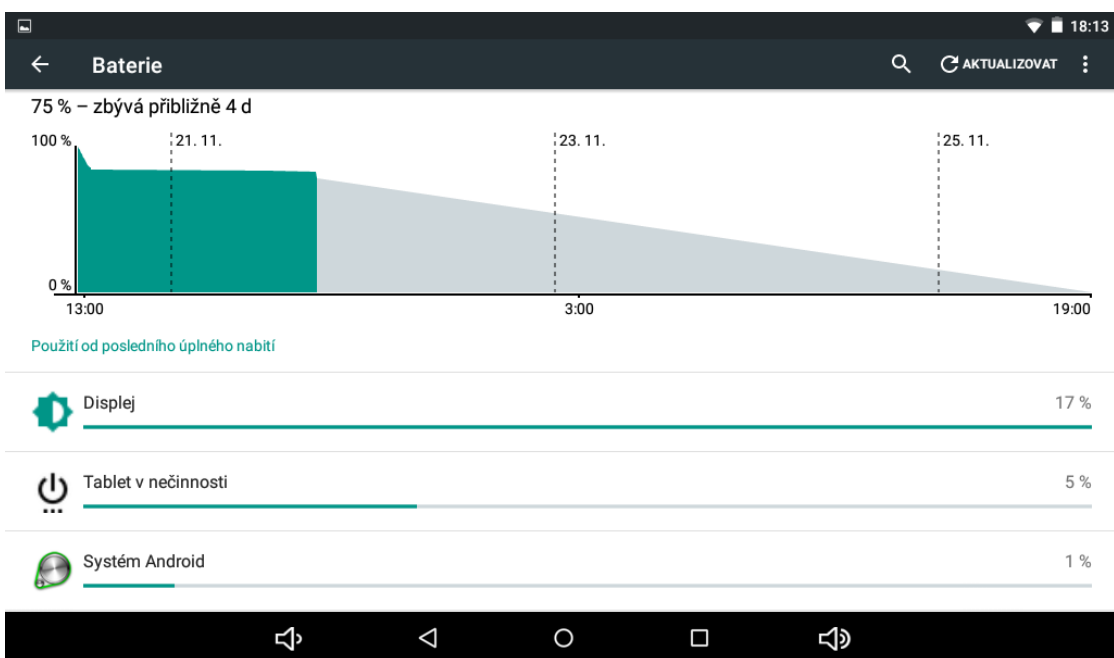 18:13
Baterie
AKTUALIZOVAT
75 % – zbývá přibližně 4 d
100 %
21. 11.
23. 11.
25. 11.
0 %
13:00
3:00
19:00
Použití od posledního úplného nabití
Displej
17 %
Tablet v nečinnosti
5 %
Systém Android
1 %